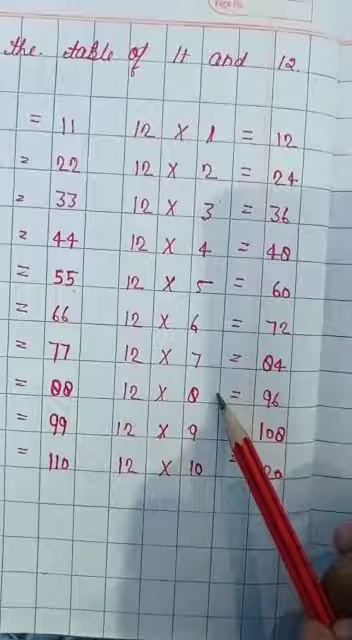 the table of 11 and 12.
= 11 12 X 1 = 12
= 22 12 X 2 = 24
= 33 12 X 3 = 36
= 44 12 X 4 = 48
= 55 12 X 5 = 60
= 66 12 X 6 = 72
= 77 12 X 7 = 84
= 88 12 X 8 = 96
= 99 12 X 9 108
= 110 12 X 10 = 20